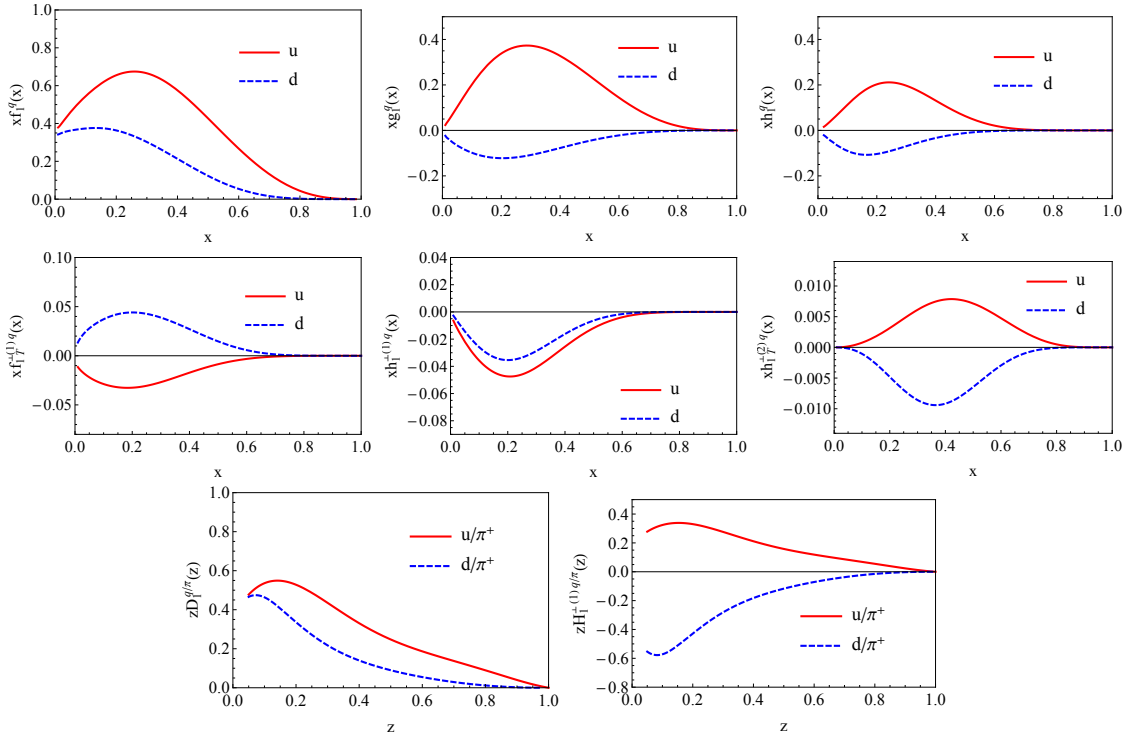 xf₁^q(x)
1.0
0.8
0.6
0.4
0.2
0.0
u
d
0.0 0.2 0.4 0.6 0.8 1.0
x
xg₁^q(x)
0.4
0.2
0.0
−0.2
u
d
0.0 0.2 0.4 0.6 0.8 1.0
x
xh₁^q(x)
0.4
0.2
0.0
−0.2
u
d
0.0 0.2 0.4 0.6 0.8 1.0
x
xf₁T^⊥(1) q(x)
0.10
0.05
0.00
−0.05
u
d
0.0 0.2 0.4 0.6 0.8 1.0
x
xh₁^⊥(1) q(x)
0.04
0.02
0.00
−0.02
−0.04
−0.06
−0.08
u
d
0.0 0.2 0.4 0.6 0.8 1.0
x
xh₁T^⊥(2) q(x)
0.010
0.005
0.000
−0.005
−0.010
u
d
0.0 0.2 0.4 0.6 0.8 1.0
x
zD₁^q/π(z)
1.0
0.8
0.6
0.4
0.2
0.0
u/π⁺
d/π⁺
0.0 0.2 0.4 0.6 0.8 1.0
z
zH₁^⊥(1) q/π(z)
0.4
0.2
0.0
−0.2
−0.4
−0.6
−0.8
u/π⁺
d/π⁺
0.0 0.2 0.4 0.6 0.8 1.0
z